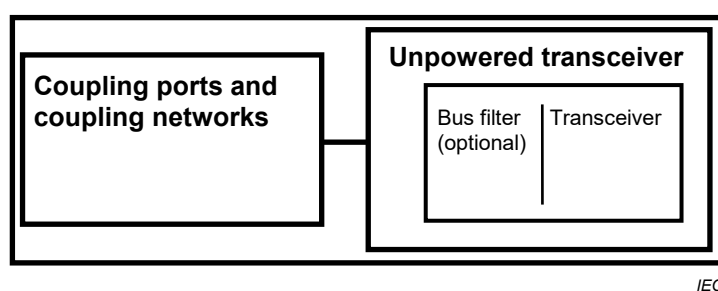 Coupling ports and
coupling networks
Unpowered transceiver
Bus filter
(optional)
Transceiver
IEC